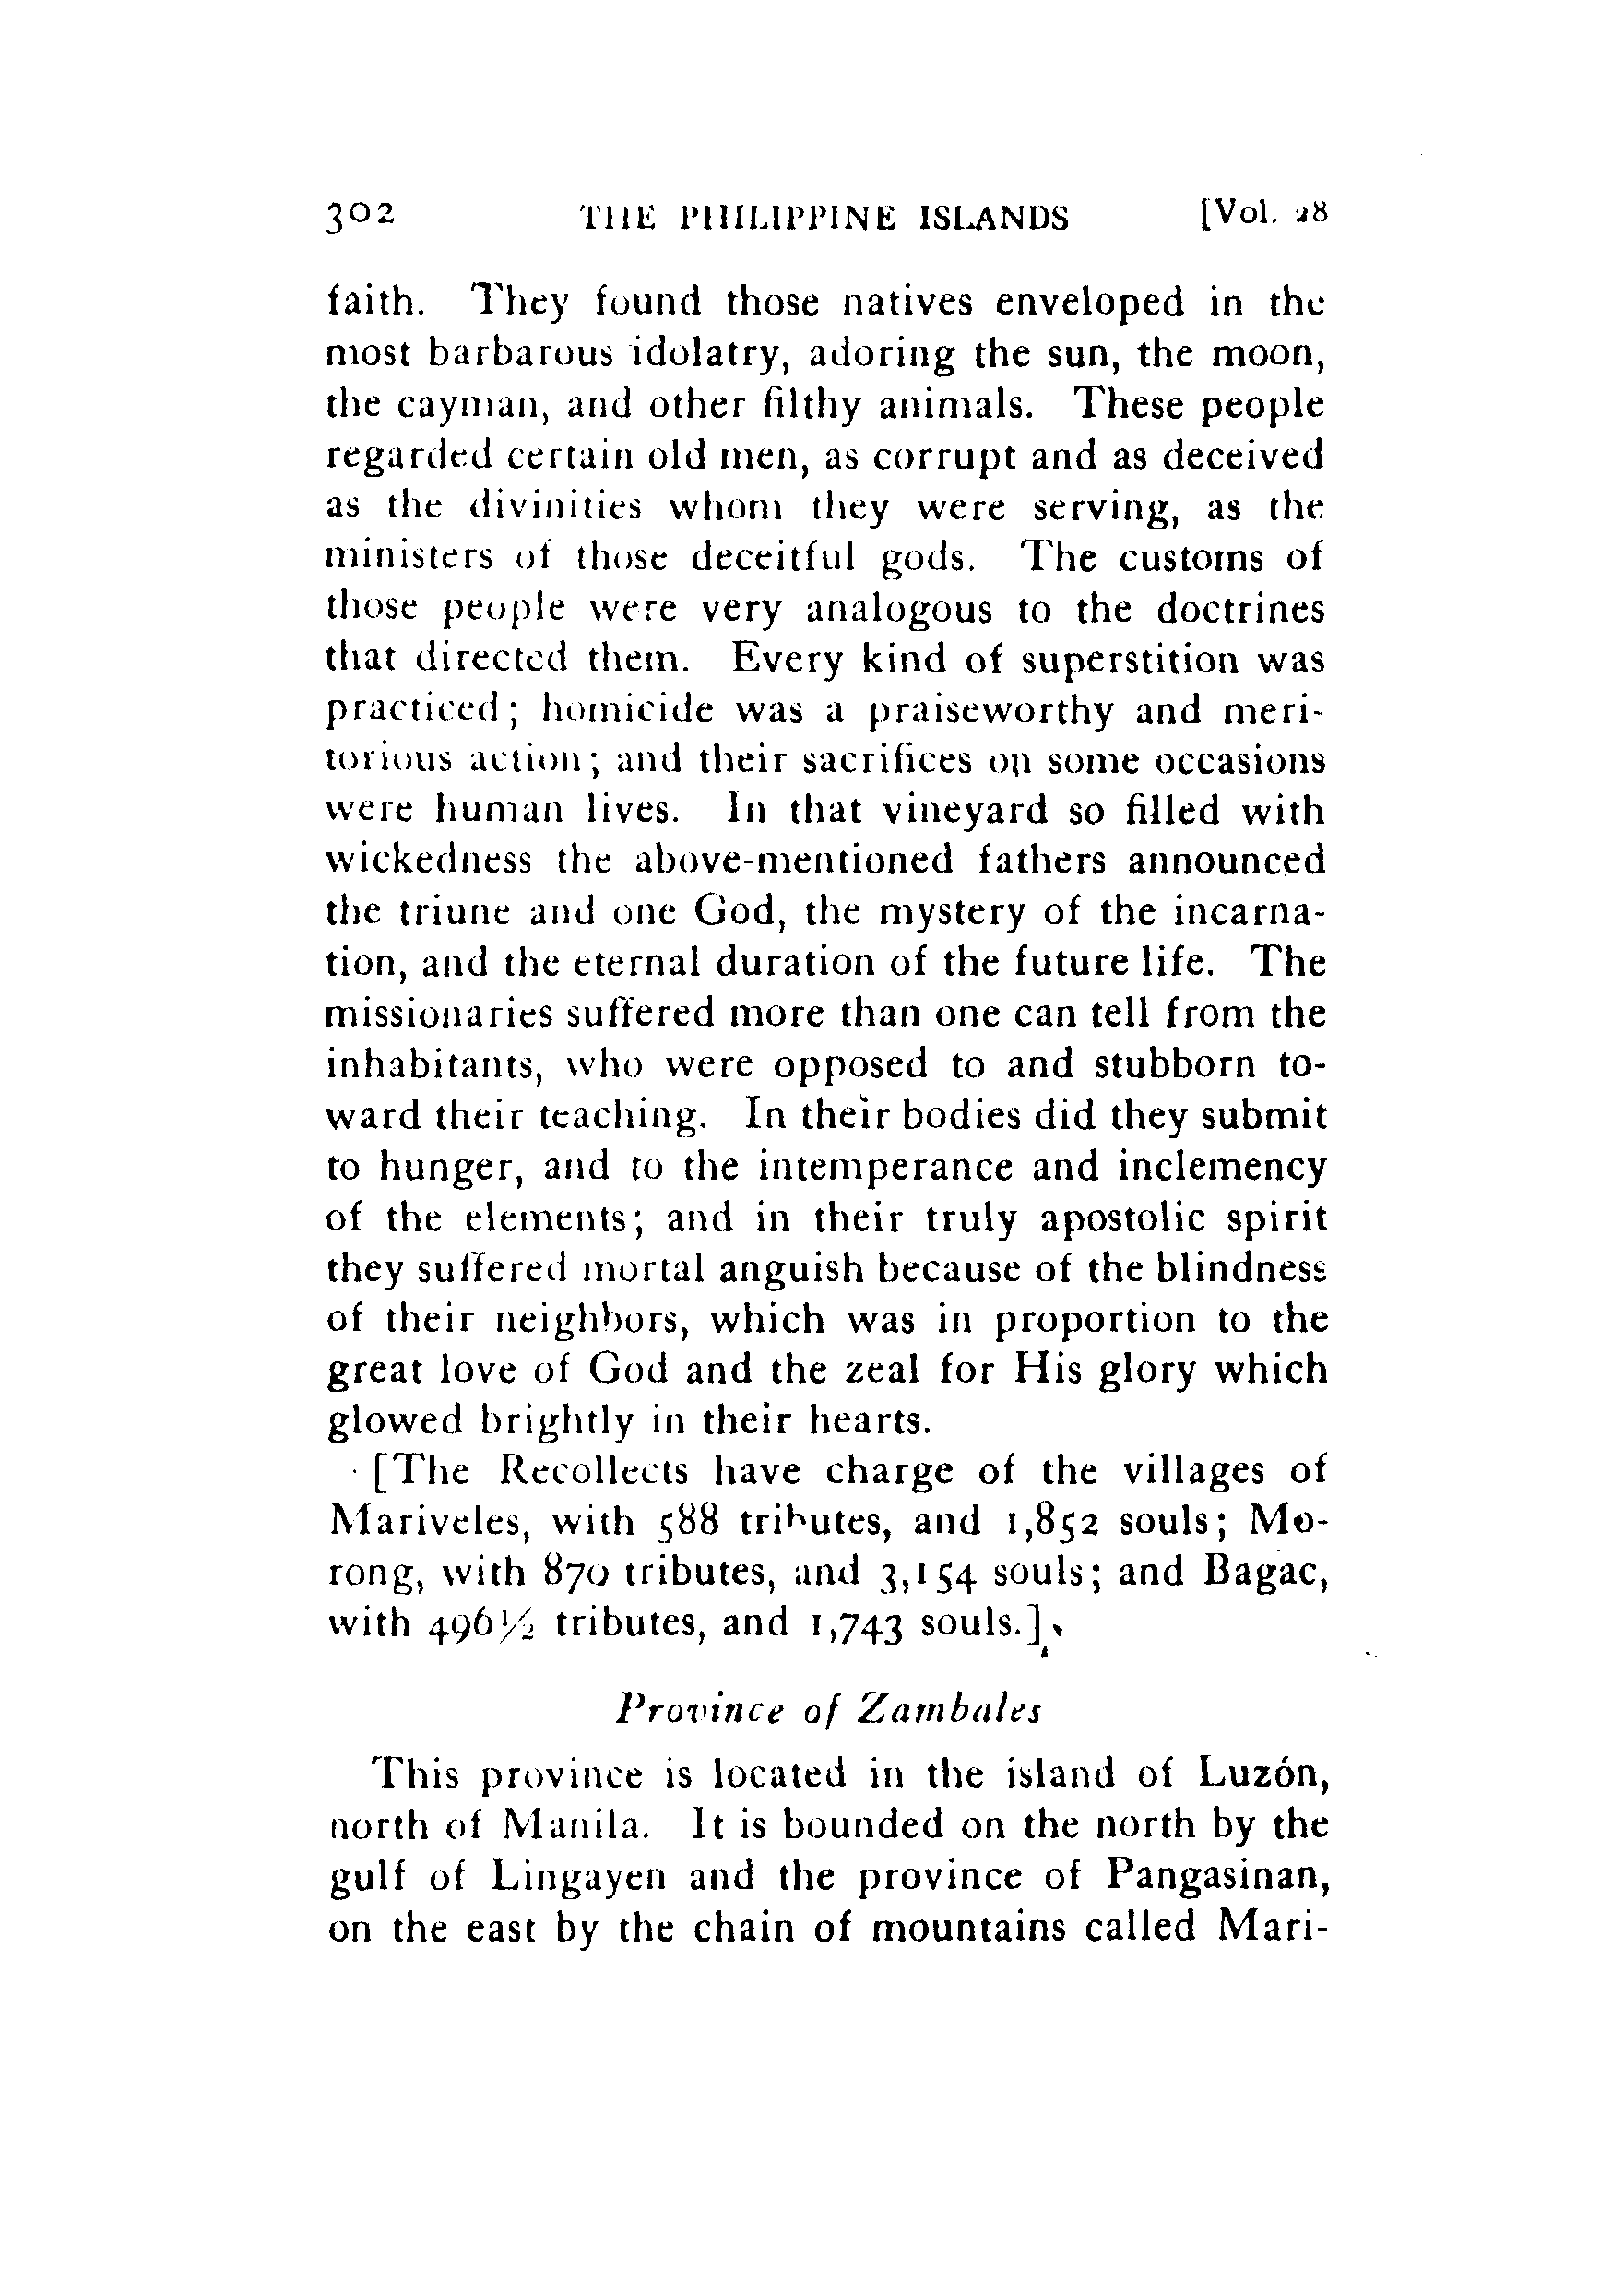 302 THE PHILIPPINE ISLANDS [Vol. 28
faith. They found those natives enveloped in the
most barbarous idolatry, adoring the sun, the moon,
the cayman, and other filthy animals. These people
regarded certain old men, as corrupt and as deceived
as the divinities whom they were serving, as the
ministers of those deceitful gods. The customs of
those people were very analogous to the doctrines
that directed them. Every kind of superstition was
practiced; homicide was a praiseworthy and meri-
torious action; and their sacrifices on some occasions
were human lives. In that vineyard so filled with
wickedness the above-mentioned fathers announced
the triune and one God, the mystery of the incarna-
tion, and the eternal duration of the future life. The
missionaries suffered more than one can tell from the
inhabitants, who were opposed to and stubborn to-
ward their teaching. In their bodies did they submit
to hunger, and to the intemperance and inclemency
of the elements; and in their truly apostolic spirit
they suffered mortal anguish because of the blindness
of their neighbors, which was in proportion to the
great love of God and the zeal for His glory which
glowed brightly in their hearts.
[The Recollects have charge of the villages of
Mariveles, with 588 tributes, and 1,852 souls; Mo-
rong, with 870 tributes, and 3,154 souls; and Bagac,
with 496½ tributes, and 1,743 souls.]
Province of Zambales
This province is located in the island of Luzón,
north of Manila. It is bounded on the north by the
gulf of Lingayen and the province of Pangasinan,
on the east by the chain of mountains called Mari-